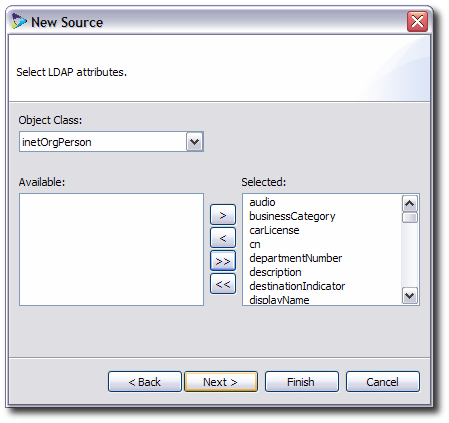 New Source
Select LDAP attributes.
Object Class:
inetOrgPerson
Available:
Selected:
audio
businessCategory
carLicense
cn
departmentNumber
description
destinationIndicator
displayName
>
<
>>
<<
< Back
Next >
Finish
Cancel